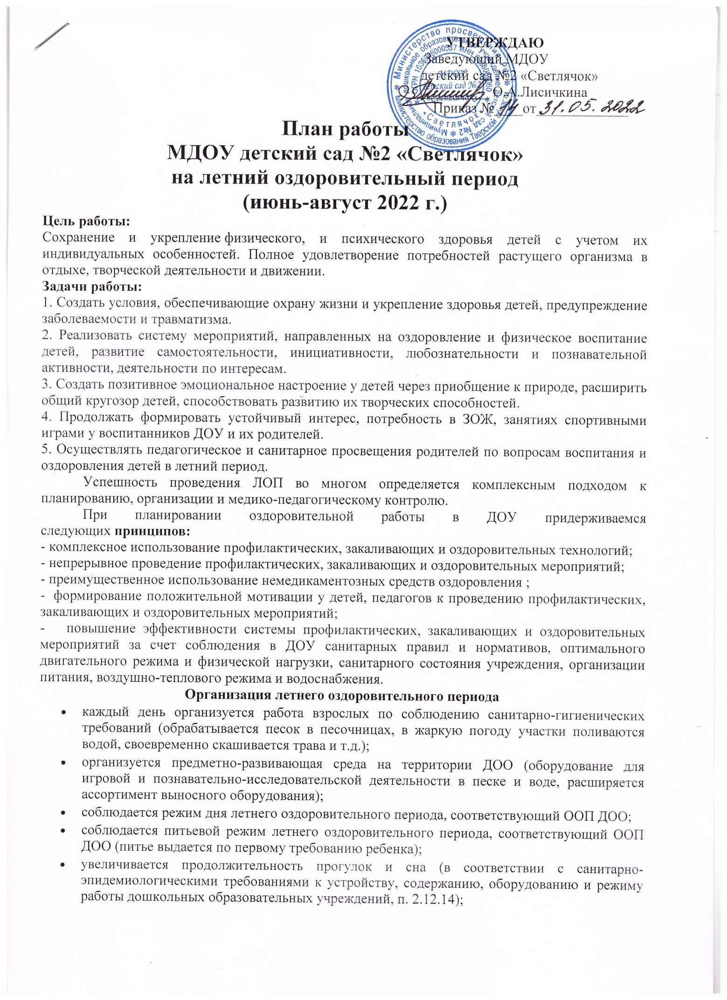 УТВЕРЖДАЮ
Заведующий МДОУ
детский сад №2 «Светлячок»
О.А.Лисичкина
Приказ № 14 от 31.05.2022
План работы
МДОУ детский сад №2 «Светлячок»
на летний оздоровительный период
(июнь-август 2022 г.)
Цель работы:
Сохранение и укрепление физического, и психического здоровья детей с учетом их
индивидуальных особенностей. Полное удовлетворение потребностей растущего организма в
отдыхе, творческой деятельности и движении.
Задачи работы:
1. Создать условия, обеспечивающие охрану жизни и укрепление здоровья детей, предупреждение
заболеваемости и травматизма.
2. Реализовать систему мероприятий, направленных на оздоровление и физическое воспитание
детей, развитие самостоятельности, инициативности, любознательности и познавательной
активности, деятельности по интересам.
3. Создать позитивное эмоциональное настроение у детей через приобщение к природе, расширить
общий кругозор детей, способствовать развитию их творческих способностей.
4. Продолжать формировать устойчивый интерес, потребность в ЗОЖ, занятиях спортивными
играми у воспитанников ДОУ и их родителей.
5. Осуществлять педагогическое и санитарное просвещения родителей по вопросам воспитания и
оздоровления детей в летний период.
Успешность проведения ЛОП во многом определяется комплексным подходом к
планированию, организации и медико-педагогическому контролю.
При планировании оздоровительной работы в ДОУ придерживаемся
следующих принципов:
- комплексное использование профилактических, закаливающих и оздоровительных технологий;
- непрерывное проведение профилактических, закаливающих и оздоровительных мероприятий;
- преимущественное использование немедикаментозных средств оздоровления ;
- формирование положительной мотивации у детей, педагогов к проведению профилактических,
закаливающих и оздоровительных мероприятий;
- повышение эффективности системы профилактических, закаливающих и оздоровительных
мероприятий за счет соблюдения в ДОУ санитарных правил и нормативов, оптимального
двигательного режима и физической нагрузки, санитарного состояния учреждения, организации
питания, воздушно-теплового режима и водоснабжения.
Организация летнего оздоровительного периода
• каждый день организуется работа взрослых по соблюдению санитарно-гигиенических
требований (обрабатывается песок в песочницах, в жаркую погоду участки поливаются
водой, своевременно скашивается трава и т.д.);
• организуется предметно-развивающая среда на территории ДОО (оборудование для
игровой и познавательно-исследовательской деятельности в песке и воде, расширяется
ассортимент выносного оборудования);
• соблюдается режим дня летнего оздоровительного периода, соответствующий ООП ДОО;
• соблюдается питьевой режим летнего оздоровительного периода, соответствующий ООП
ДОО (питье выдается по первому требованию ребенка);
• увеличивается продолжительность прогулок и сна (в соответствии с санитарно-
эпидемиологическими требованиями к устройству, содержанию, оборудованию и режиму
работы дошкольных образовательных учреждений, п. 2.12.14);
Министерство просвещения РФ
Министерство образования Тверской области
Муниципальное дошкольное образовательное учреждение детский сад №2
«Светлячок»
МДОУ
детский сад №2
«Светлячок»